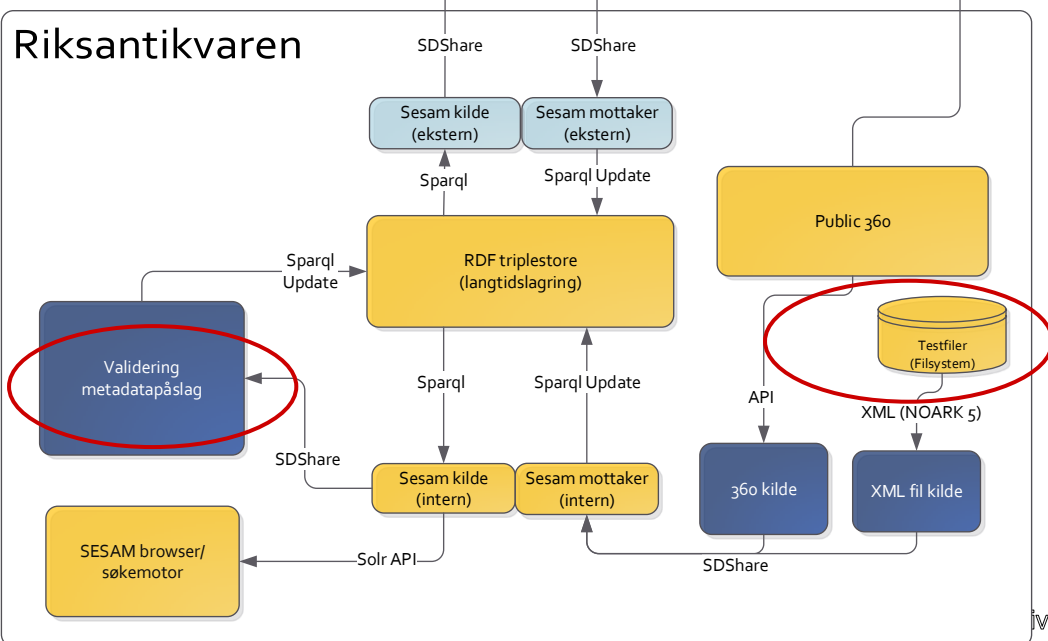 Riksantikvaren
SDShare
SDShare
Sesam kilde
(ekstern)
Sesam mottaker
(ekstern)
Sparql
Sparql Update
Public 360
Sparql
Update
RDF triplestore
(langtidslagring)
Testfiler
(Filsystem)
Validering
metadatapåslag
Sparql
Sparql Update
API
XML (NOARK 5)
SDShare
Sesam kilde
(intern)
Sesam mottaker
(intern)
360 kilde
XML fil kilde
SESAM browser/
søkemotor
Solr API
SDShare